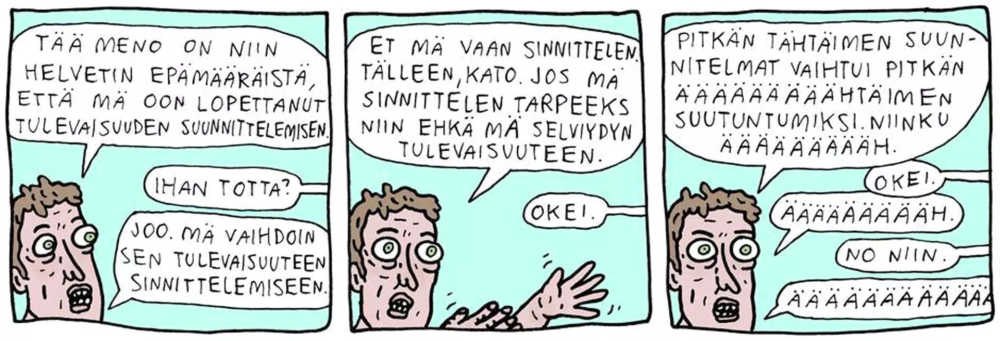 TÄÄ MENO ON NIIN
HELVETIN EPÄMÄÄRÄISTÄ,
ETTÄ MÄ OON LOPETTANUT
TULEVAISUUDEN SUUNNITTELEMISEN.
IHAN TOTTA?
JOO. MÄ VAIHDOIN
SEN TULEVAISUUTEEN
SINNITTELEMISEEN.
ET MÄ VAAN SINNITTELEN
TÄLLEEN, KATO. JOS MÄ
SINNITTELEN TARPEEKS
NIIN EHKÄ MÄ SELVIYDYN
TULEVAISUUTEEN.
OKEI.
PITKÄN TÄHTÄIMEN SUUN-
NITELMAT VAIHTUI PITKÄN
ÄÄÄÄÄÄÄÄÄHTÄIMEN
SUUTUNTUMIKSI. NIINKU
ÄÄÄÄÄÄÄÄÄH.
OKEI.
ÄÄÄÄÄÄÄÄÄH.
NO NIIN.
ÄÄÄÄÄÄÄÄÄÄÄÄ